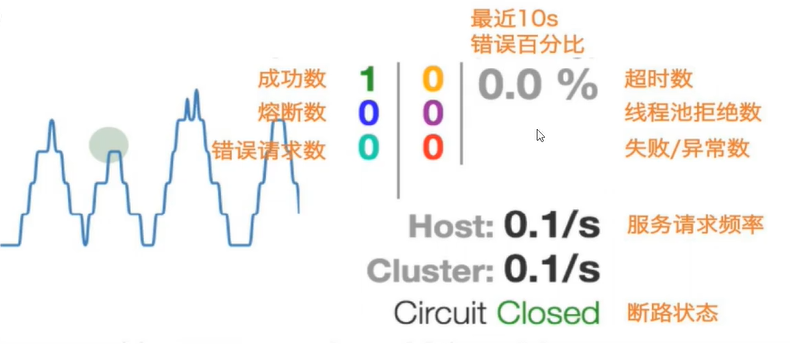 最近10s
错误百分比
成功数 1 0 0.0 % 超时数
熔断数 0 0 线程池拒绝数
错误请求数 0 0 失败/异常数
Host: 0.1/s 服务请求频率
Cluster: 0.1/s
Circuit Closed 断路状态